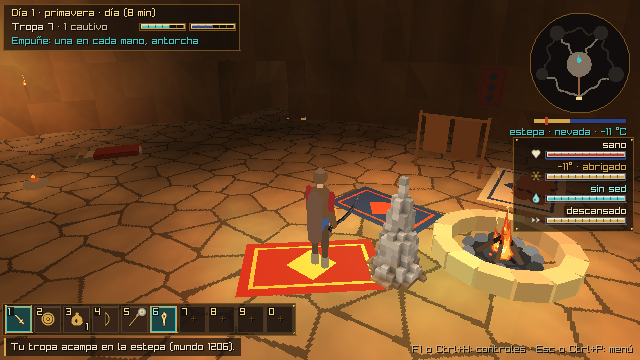 Día 1 · primavera · día (8 min)
Tropa 7 · 1 cautivo
Empuñe: una en cada mano, antorcha
estepa · nevada · -11 °C
sano
-11° · abrigado
sin sed
descansado
1 2 3 4 5 6 7 8 9 0
1
Tu tropa acampa en la estepa (mundo 1206).
F1 o Ctrl+H: controles · Esc o Ctrl+P: menú